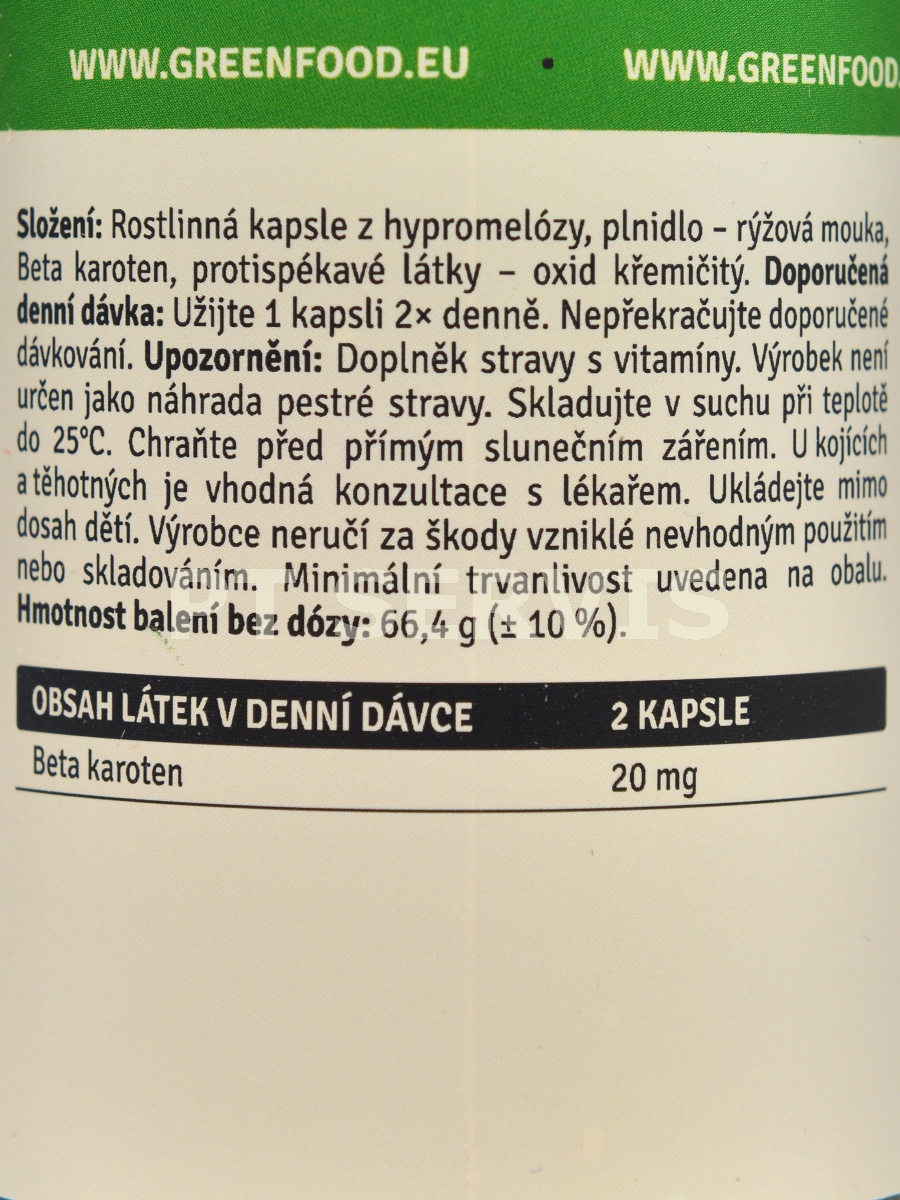 WWW.GREENFOOD.EU • WWW.GREENFOOD.
Složení: Rostlinná kapsle z hypromelózy, plnidlo – rýžová mouka,
Beta karoten, protispékavé látky – oxid křemičitý. Doporučená
denní dávka: Užijte 1 kapsli 2× denně. Nepřekračujte doporučené
dávkování. Upozornění: Doplněk stravy s vitamíny. Výrobek není
určen jako náhrada pestré stravy. Skladujte v suchu při teplotě
do 25°C. Chraňte před přímým slunečním zářením. U kojících
a těhotných je vhodná konzultace s lékařem. Ukládejte mimo
dosah dětí. Výrobce neručí za škody vzniklé nevhodným použitím
nebo skladováním. Minimální trvanlivost uvedena na obalu.
PT SERVIS
Hmotnost balení bez dózy: 66,4 g (± 10 %).
OBSAH LÁTEK V DENNÍ DÁVCE 2 KAPSLE
Beta karoten 20 mg